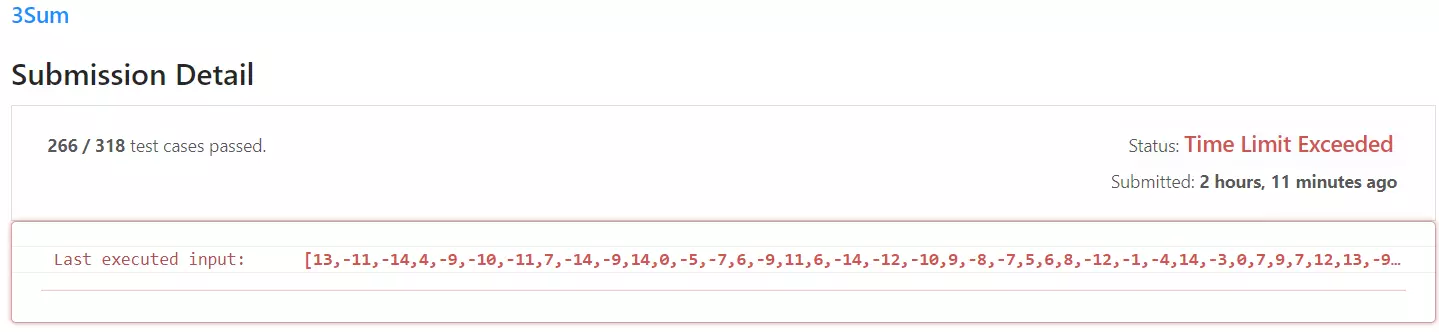 3Sum
Submission Detail
266 / 318 test cases passed.
Status: Time Limit Exceeded
Submitted: 2 hours, 11 minutes ago
Last executed input: [13,-11,-14,4,-9,-10,-11,7,-14,-9,14,0,-5,-7,6,-9,11,6,-14,-12,-10,9,-8,-7,5,6,8,-12,-1,-4,14,-3,0,7,9,7,12,13,-9…